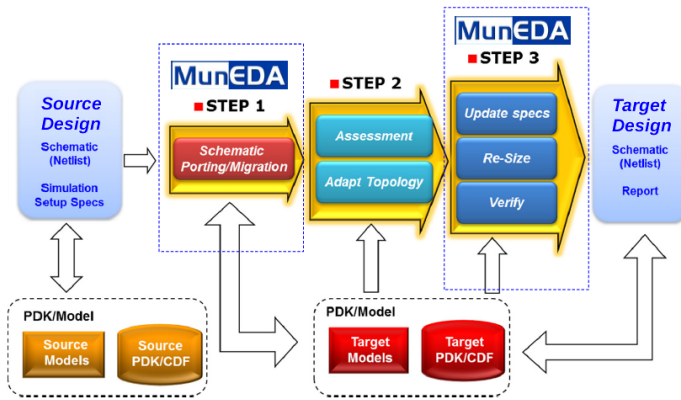 MunEDA
MunEDA
STEP 1
STEP 2
STEP 3
Source
Design
Schematic
(Netlist)
Simulation
Setup Specs
Schematic
Porting/Migration
Assessment
Adapt Topology
Update specs
Re-Size
Verify
Target
Design
Schematic
(Netlist)
Report
PDK/Model
Source
Models
Source
PDK/CDF
PDK/Model
Target
Models
Target
PDK/CDF